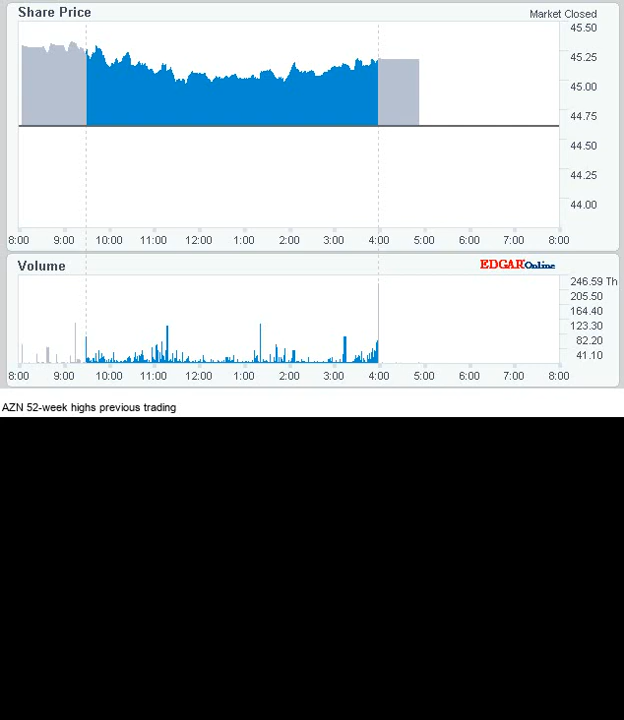 Share Price
Market Closed
45.50
45.25
45.00
44.75
44.50
44.25
44.00
8:00 9:00 10:00 11:00 12:00 1:00 2:00 3:00 4:00 5:00 6:00 7:00 8:00
Volume
EDGAR Online
246.59 Th
205.50
164.40
123.30
82.20
41.10
8:00 9:00 10:00 11:00 12:00 1:00 2:00 3:00 4:00 5:00 6:00 7:00 8:00
AZN 52-week highs previous trading